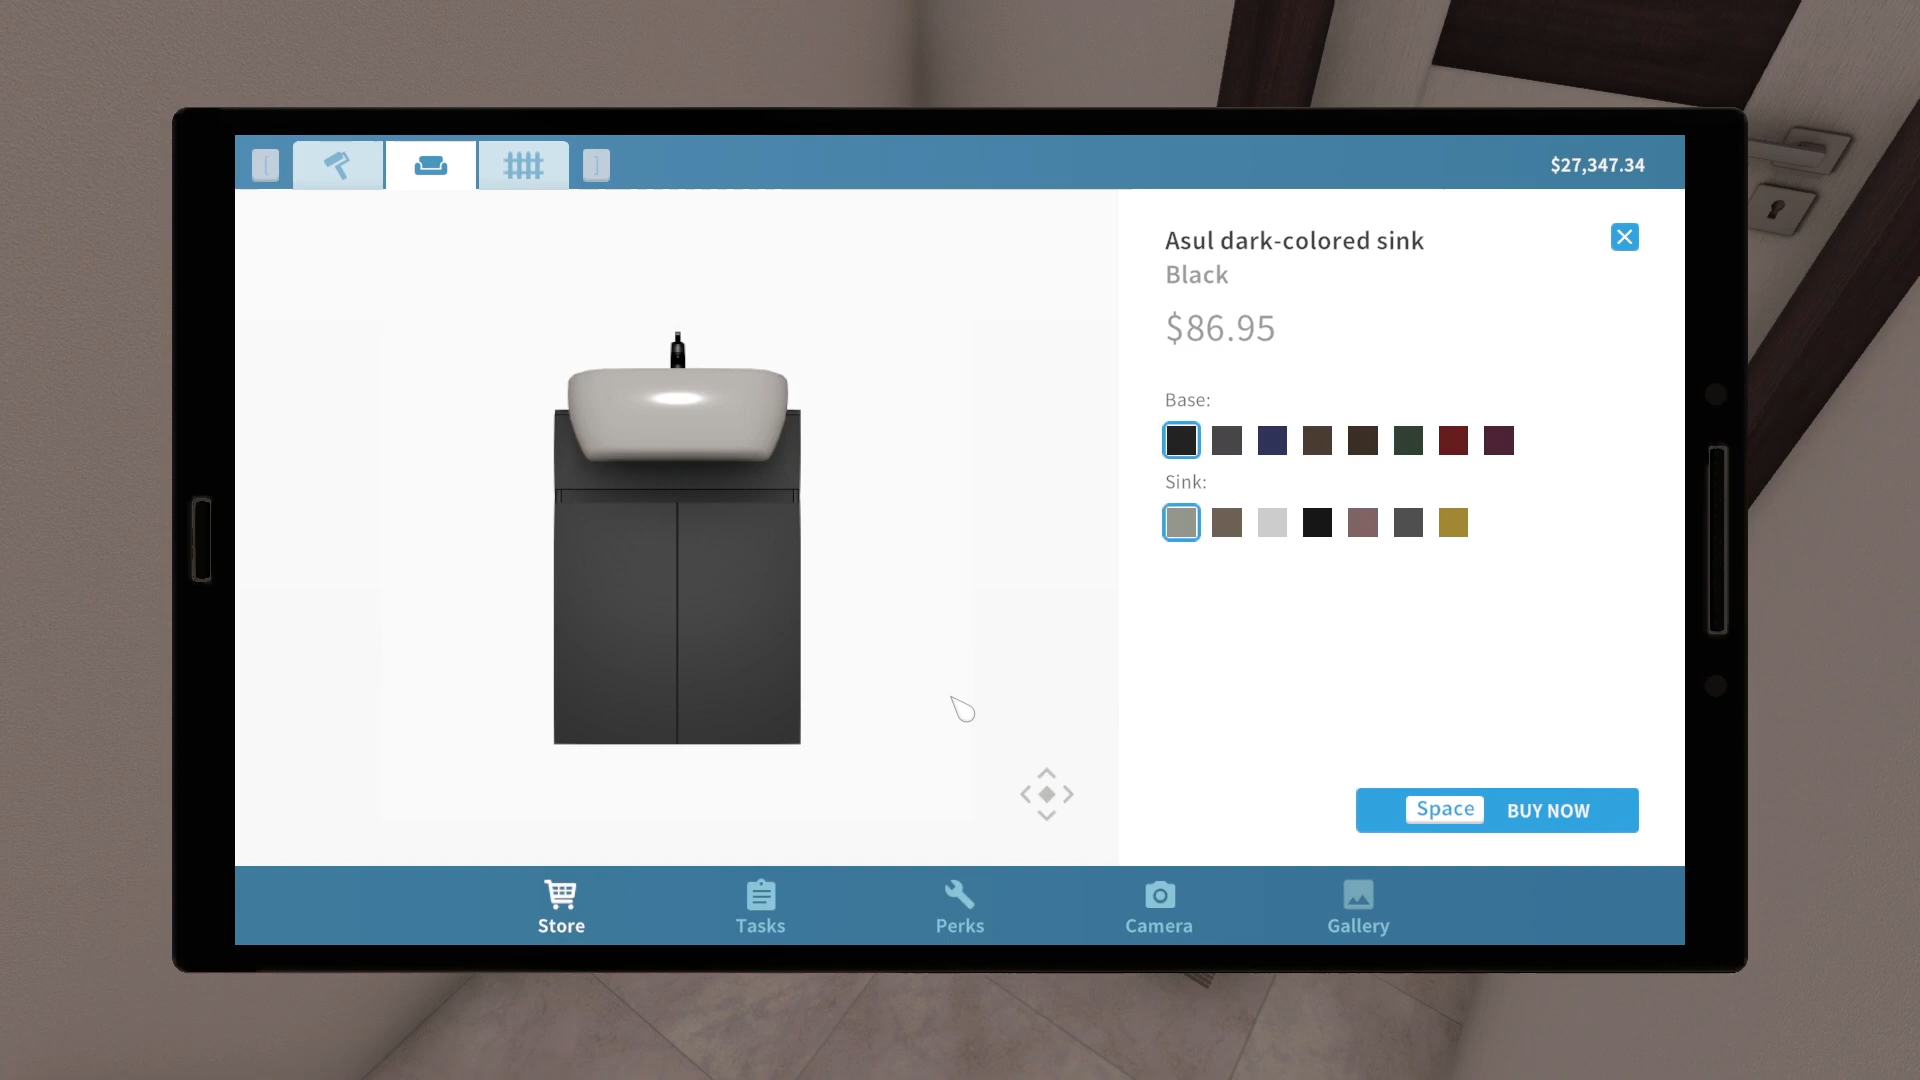 [
]
$27,347.34
Asul dark-colored sink
Black
$86.95
Base:
Sink:
Space BUY NOW
Store Tasks Perks Camera Gallery